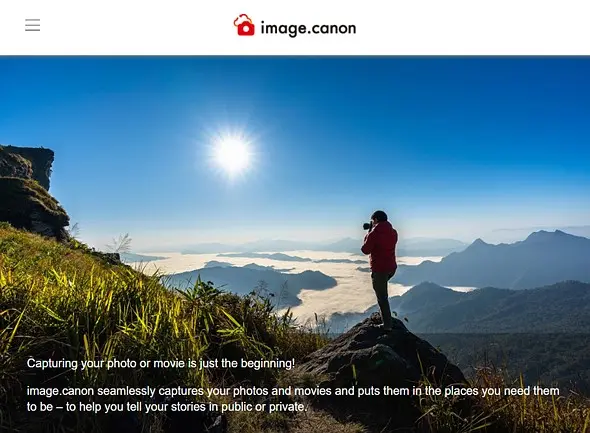 image.canon
Capturing your photo or movie is just the beginning!
image.canon seamlessly captures your photos and movies and puts them in the places you need them
to be – to help you tell your stories in public or private.